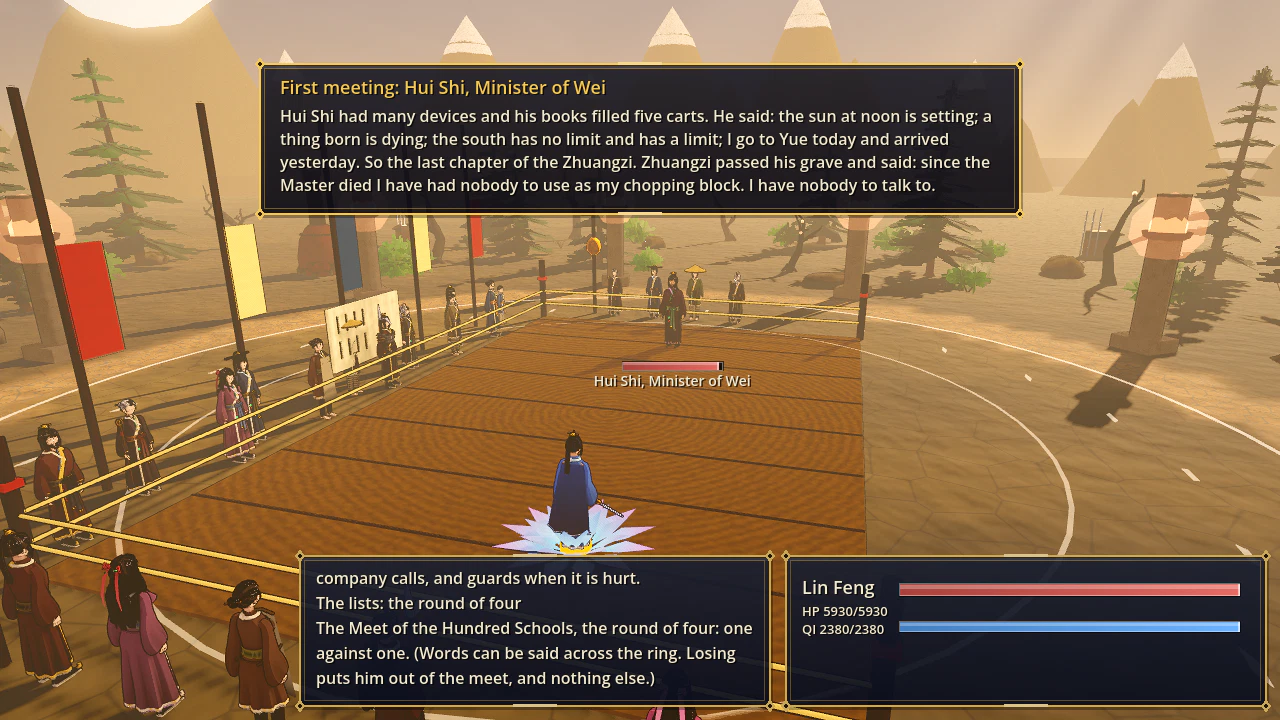 First meeting: Hui Shi, Minister of Wei
Hui Shi had many devices and his books filled five carts. He said: the sun at noon is setting; a
thing born is dying; the south has no limit and has a limit; I go to Yue today and arrived
yesterday. So the last chapter of the Zhuangzi. Zhuangzi passed his grave and said: since the
Master died I have had nobody to use as my chopping block. I have nobody to talk to.
Hui Shi, Minister of Wei
company calls, and guards when it is hurt.
The lists: the round of four
The Meet of the Hundred Schools, the round of four: one
against one. (Words can be said across the ring. Losing
puts him out of the meet, and nothing else.)
Lin Feng
HP 5930/5930
QI 2380/2380